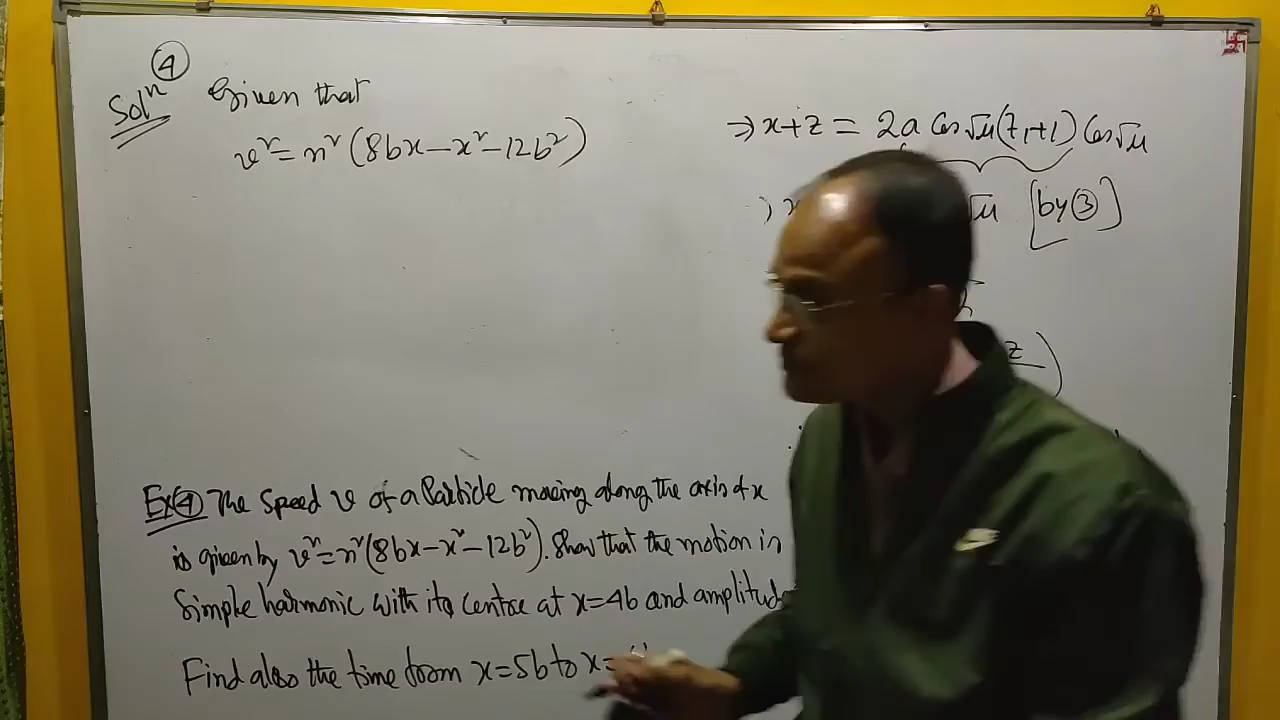 Solⁿ ④ Given that
v² = n² (8bx − x² − 12b²)
⇒ x+z = 2a Cos√μ(z₁+1) Cos√μ
√μ [by ③]
z
Ex④ The Speed v of a Particle moving along the axis of x
is given by v² = n²(8bx − x² − 12b²). Show that the motion is
Simple harmonic with its centre at x=4b and amplitude
Find also the time from x=5b to x=